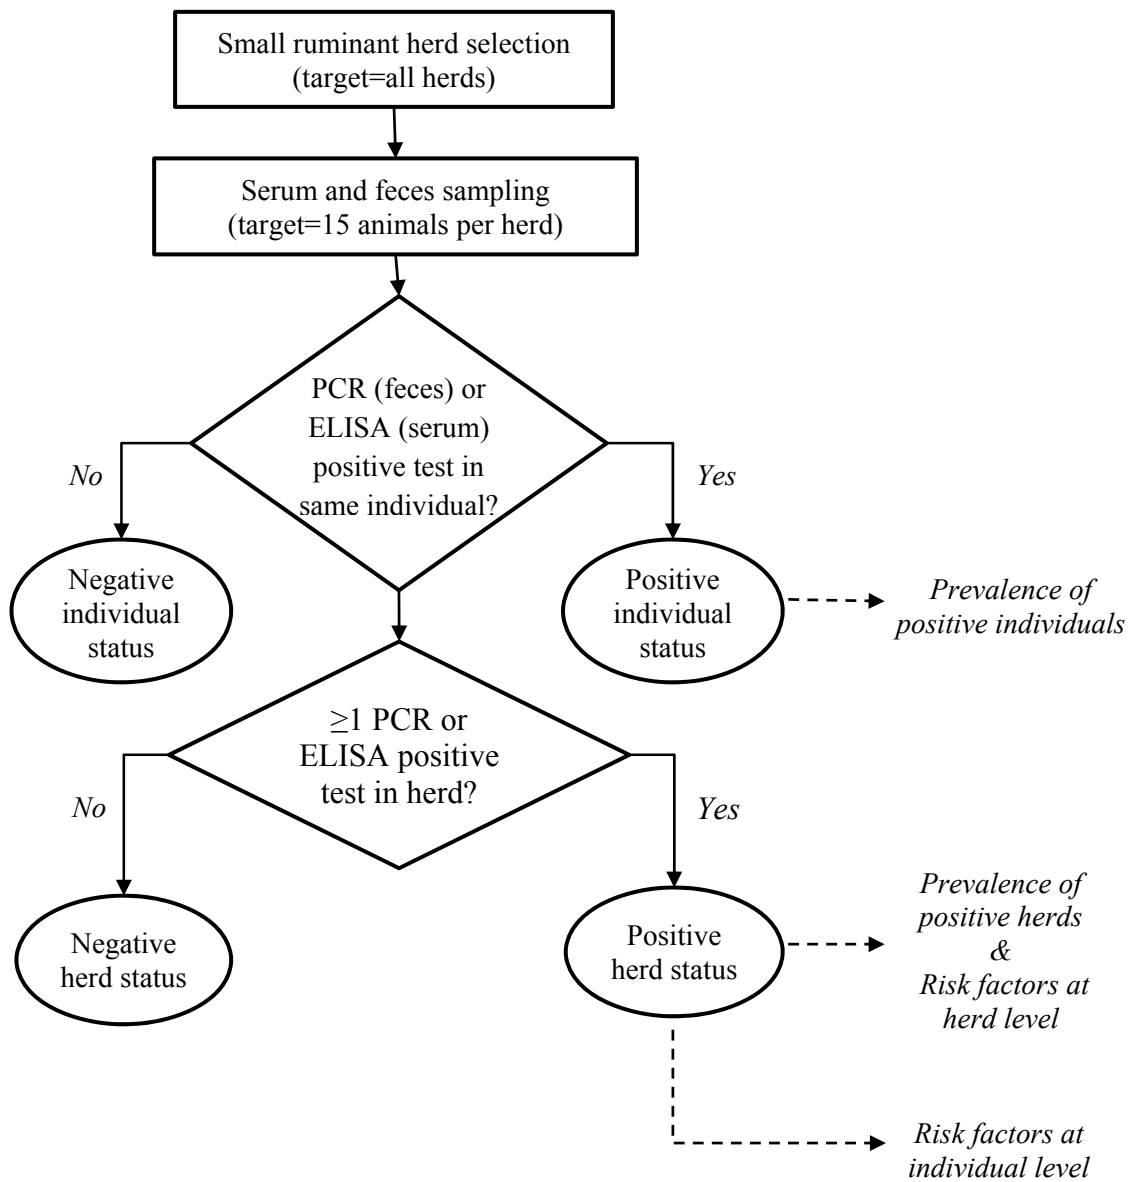 Small ruminant herd selection
(target=all herds)
Serum and feces sampling
(target=15 animals per herd)
PCR (feces) or
ELISA (serum)
positive test in
same individual?
No
Yes
Negative
individual
status
Positive
individual
status
Prevalence of
positive individuals
≥1 PCR or
ELISA positive
test in herd?
No
Yes
Negative
herd status
Positive
herd status
Prevalence of
positive herds
&
Risk factors at
herd level
Risk factors at
individual level